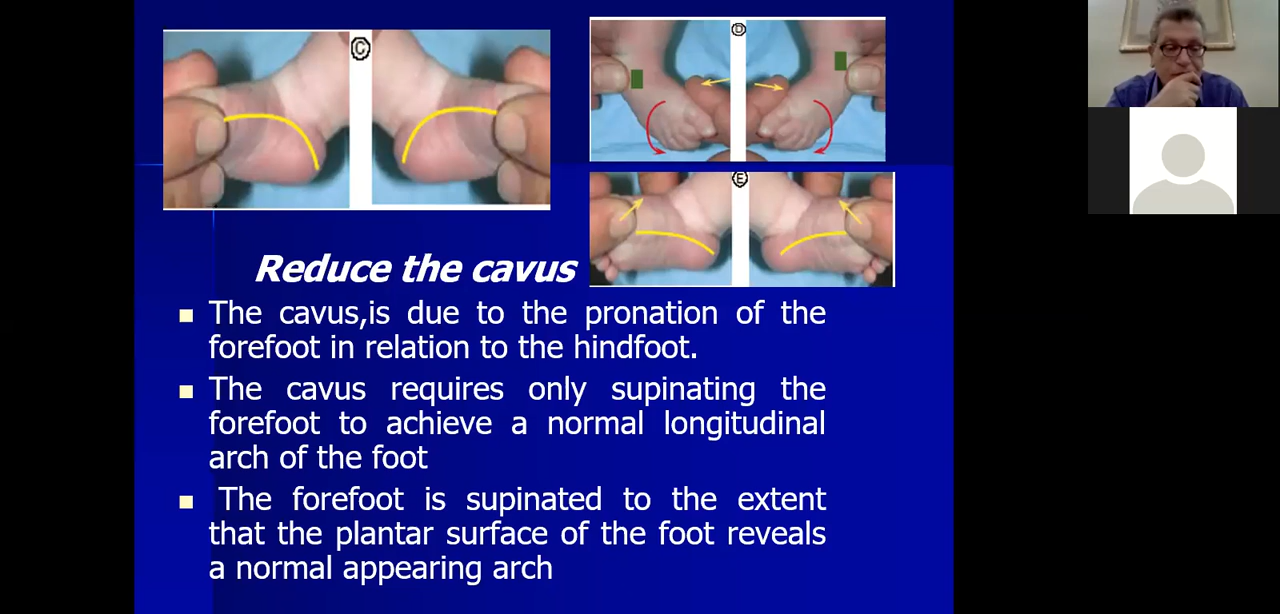 C
D
E
Reduce the cavus
The cavus,is due to the pronation of the
forefoot in relation to the hindfoot.
The cavus requires only supinating the
forefoot to achieve a normal longitudinal
arch of the foot
The forefoot is supinated to the extent
that the plantar surface of the foot reveals
a normal appearing arch